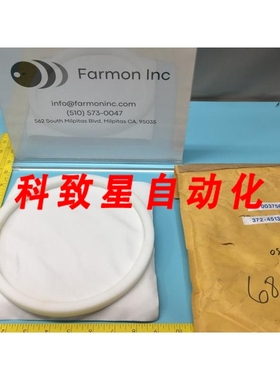 Farmon Inc
info@farmoninc.com
(510) 573-0047
562 South Milpitas Blvd, Milpitas CA, 95035
科致星自动化